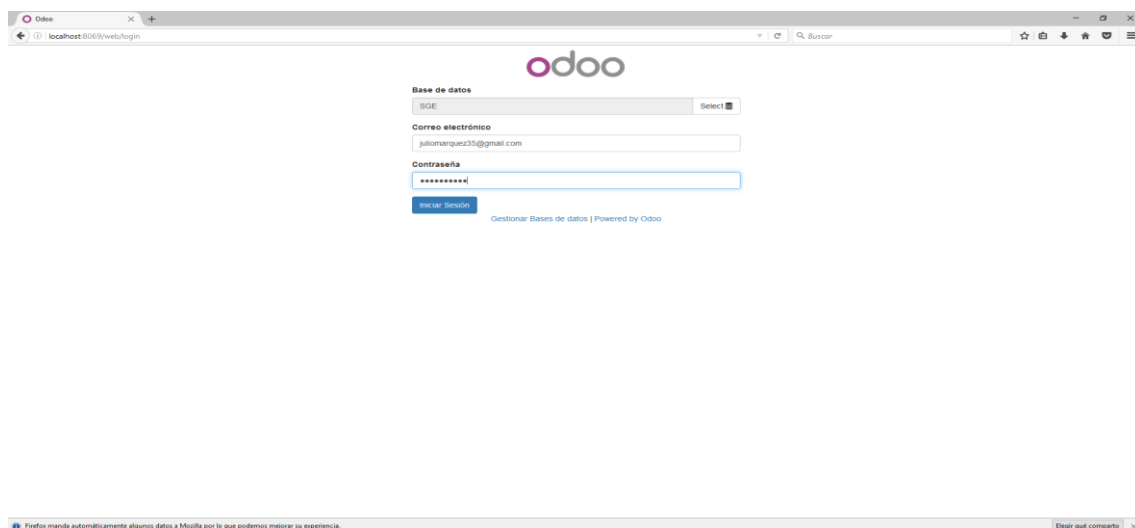 Odoo
localhost:8069/web/login
Buscar
odoo
Base de datos
SGE Select
Correo electrónico
juliomarquez35@gmail.com
Contraseña
••••••••••
Iniciar Sesión
Gestionar Bases de datos | Powered by Odoo
Firefox manda automáticamente algunos datos a Mozilla por lo que podemos mejorar su experiencia. Elegir qué comparto